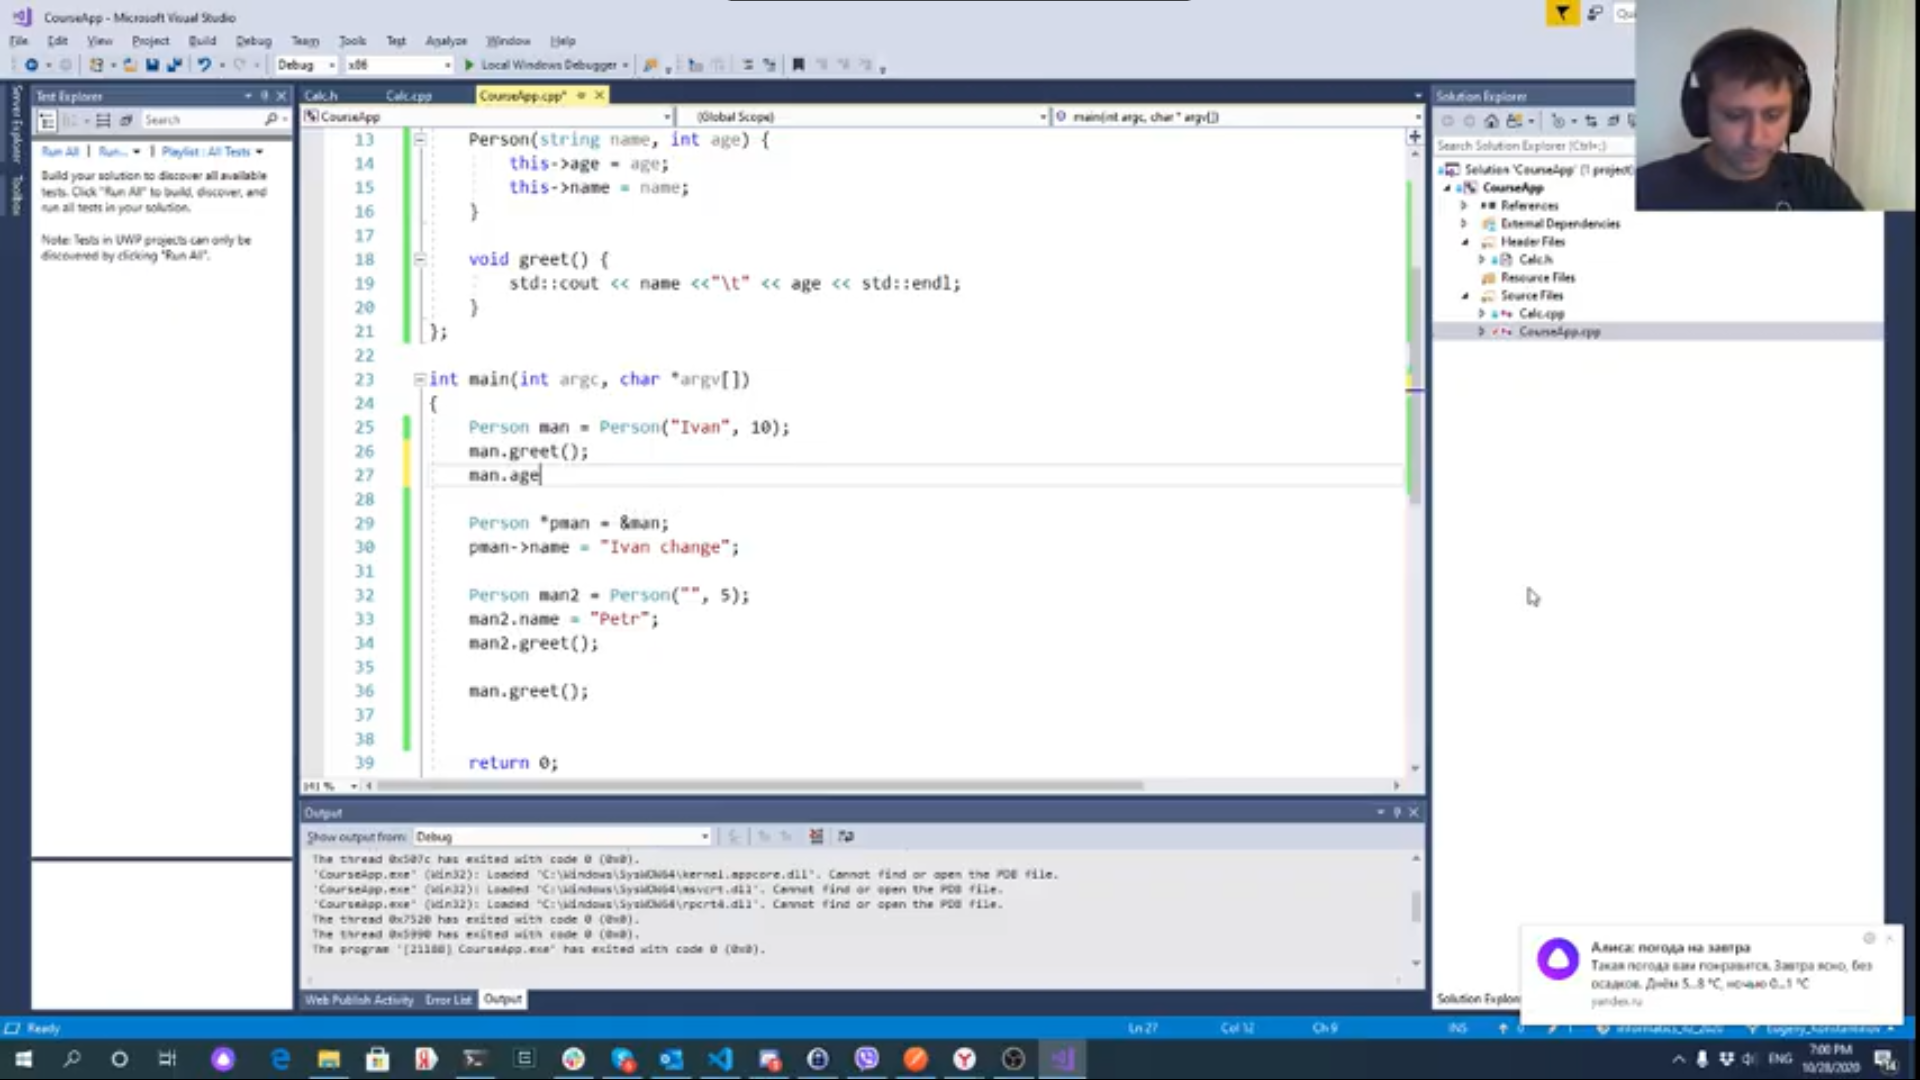 CourseApp - Microsoft Visual Studio
File Edit View Project Build Debug Team Tools Test Analyze Window Help
Debug x86 Local Windows Debugger
Server Explorer
Toolbox
Test Explorer
Search
Run All | Run... | Playlist : All Tests
Build your solution to discover all available
tests. Click "Run All" to build, discover, and
run all tests in your solution.
Note: Tests in UWP projects can only be
discovered by clicking "Run All".
Calc.h Calc.cpp CourseApp.cpp*
CourseApp (Global Scope) main(int argc, char * argv[])
13 Person(string name, int age) {
14 this->age = age;
15 this->name = name;
16 }
17
18 void greet() {
19 std::cout << name <<"\t" << age << std::endl;
20 }
21 };
22
23 int main(int argc, char *argv[])
24 {
25 Person man = Person("Ivan", 10);
26 man.greet();
27 man.age
28
29 Person *pman = &man;
30 pman->name = "Ivan change";
31
32 Person man2 = Person("", 5);
33 man2.name = "Petr";
34 man2.greet();
35
36 man.greet();
37
38
39 return 0;
141 %
Output
Show output from: Debug
The thread 0x507c has exited with code 0 (0x0).
'CourseApp.exe' (Win32): Loaded 'C:\Windows\SysWOW64\kernel.appcore.dll'. Cannot find or open the PDB file.
'CourseApp.exe' (Win32): Loaded 'C:\Windows\SysWOW64\msvcrt.dll'. Cannot find or open the PDB file.
'CourseApp.exe' (Win32): Loaded 'C:\Windows\SysWOW64\rpcrt4.dll'. Cannot find or open the PDB file.
The thread 0x7520 has exited with code 0 (0x0).
The thread 0x5990 has exited with code 0 (0x0).
The program '[21188] CourseApp.exe' has exited with code 0 (0x0).
Web Publish Activity Error List Output
Solution Explorer
Search Solution Explorer (Ctrl+;)
Solution 'CourseApp' (1 project)
CourseApp
References
External Dependencies
Header Files
Calc.h
Resource Files
Source Files
Calc.cpp
CourseApp.cpp
Solution Explor
Алиса: погода на завтра
Такая погода вам понравится. Завтра ясно, без
осадков. Днём 5...8 °C, ночью 0...1 °C
yandex.ru
Ready Ln 27 Col 12 Ch 9 INS
ENG
7:00 PM
10/28/2020